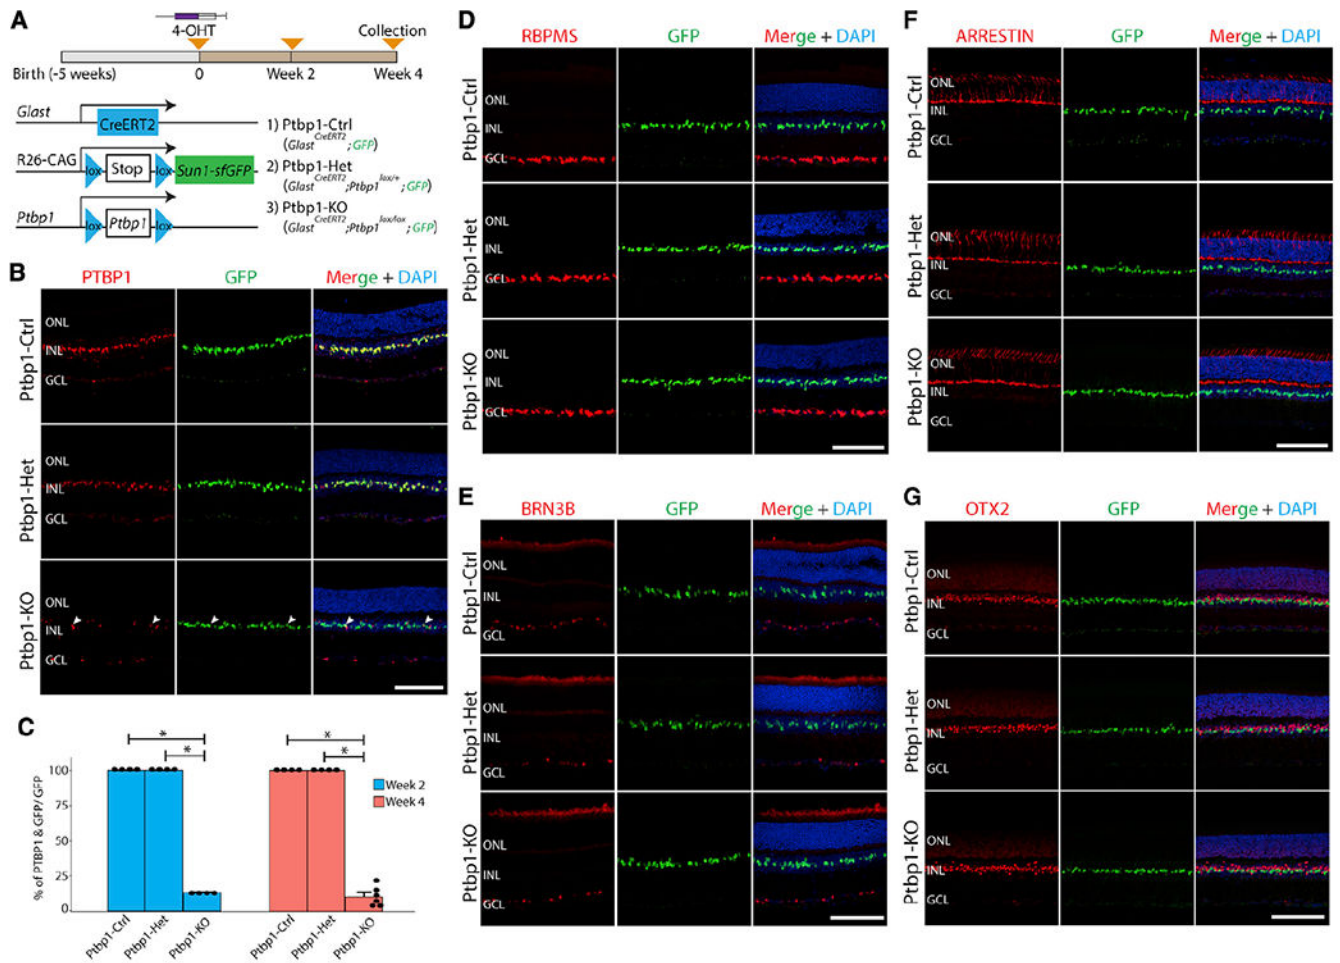 A
4-OHT
Collection
Birth (~5 weeks) 0 Week 2 Week 4
Glast
CreERT2
R26-CAG lox Stop lox Sun1-sfGFP
Ptbp1 lox Ptbp1 lox
1) Ptbp1-Ctrl
(Glast CreERT2;GFP)
2) Ptbp1-Het
(Glast CreERT2;Ptbp1 lox/+;GFP)
3) Ptbp1-KO
(Glast CreERT2;Ptbp1 lox/lox;GFP)
B
PTBP1 GFP Merge + DAPI
Ptbp1-Ctrl
ONL
INL
GCL
Ptbp1-Het
ONL
INL
GCL
Ptbp1-KO
ONL
INL
GCL
C
* *
* *
% of PTBP1 & GFP/ GFP
100
75
50
25
0
Week 2
Week 4
Ptbp1-Ctrl Ptbp1-Het Ptbp1-KO Ptbp1-Ctrl Ptbp1-Het Ptbp1-KO
D
RBPMS GFP Merge + DAPI
Ptbp1-Ctrl
ONL
INL
GCL
Ptbp1-Het
ONL
INL
GCL
Ptbp1-KO
ONL
INL
GCL
E
BRN3B GFP Merge + DAPI
Ptbp1-Ctrl
ONL
INL
GCL
Ptbp1-Het
ONL
INL
GCL
Ptbp1-KO
ONL
INL
GCL
F
ARRESTIN GFP Merge + DAPI
Ptbp1-Ctrl
ONL
INL
GCL
Ptbp1-Het
ONL
INL
GCL
Ptbp1-KO
ONL
INL
GCL
G
OTX2 GFP Merge + DAPI
Ptbp1-Ctrl
ONL
INL
GCL
Ptbp1-Het
ONL
INL
GCL
Ptbp1-KO
ONL
INL
GCL